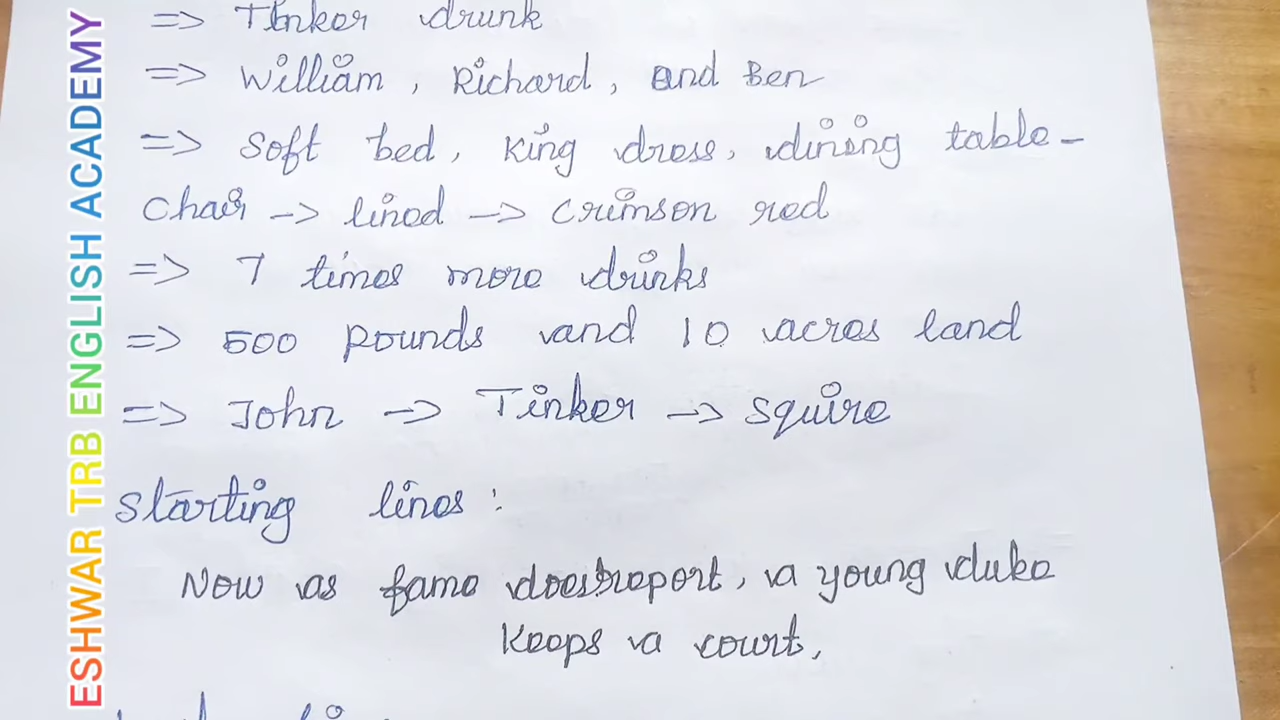 => Tinker drunk
=> William, Richard, and Ben
=> Soft bed, King dress, dining table-
Chair -> lined -> Crimson red
=> 7 times more drinks
=> 500 Pounds and 10 acres land
=> John -> Tinker -> Squire
Starting lines:
Now as fame does report, a young duke
Keeps a court,
ESHWAR TRB ENGLISH ACADEMY